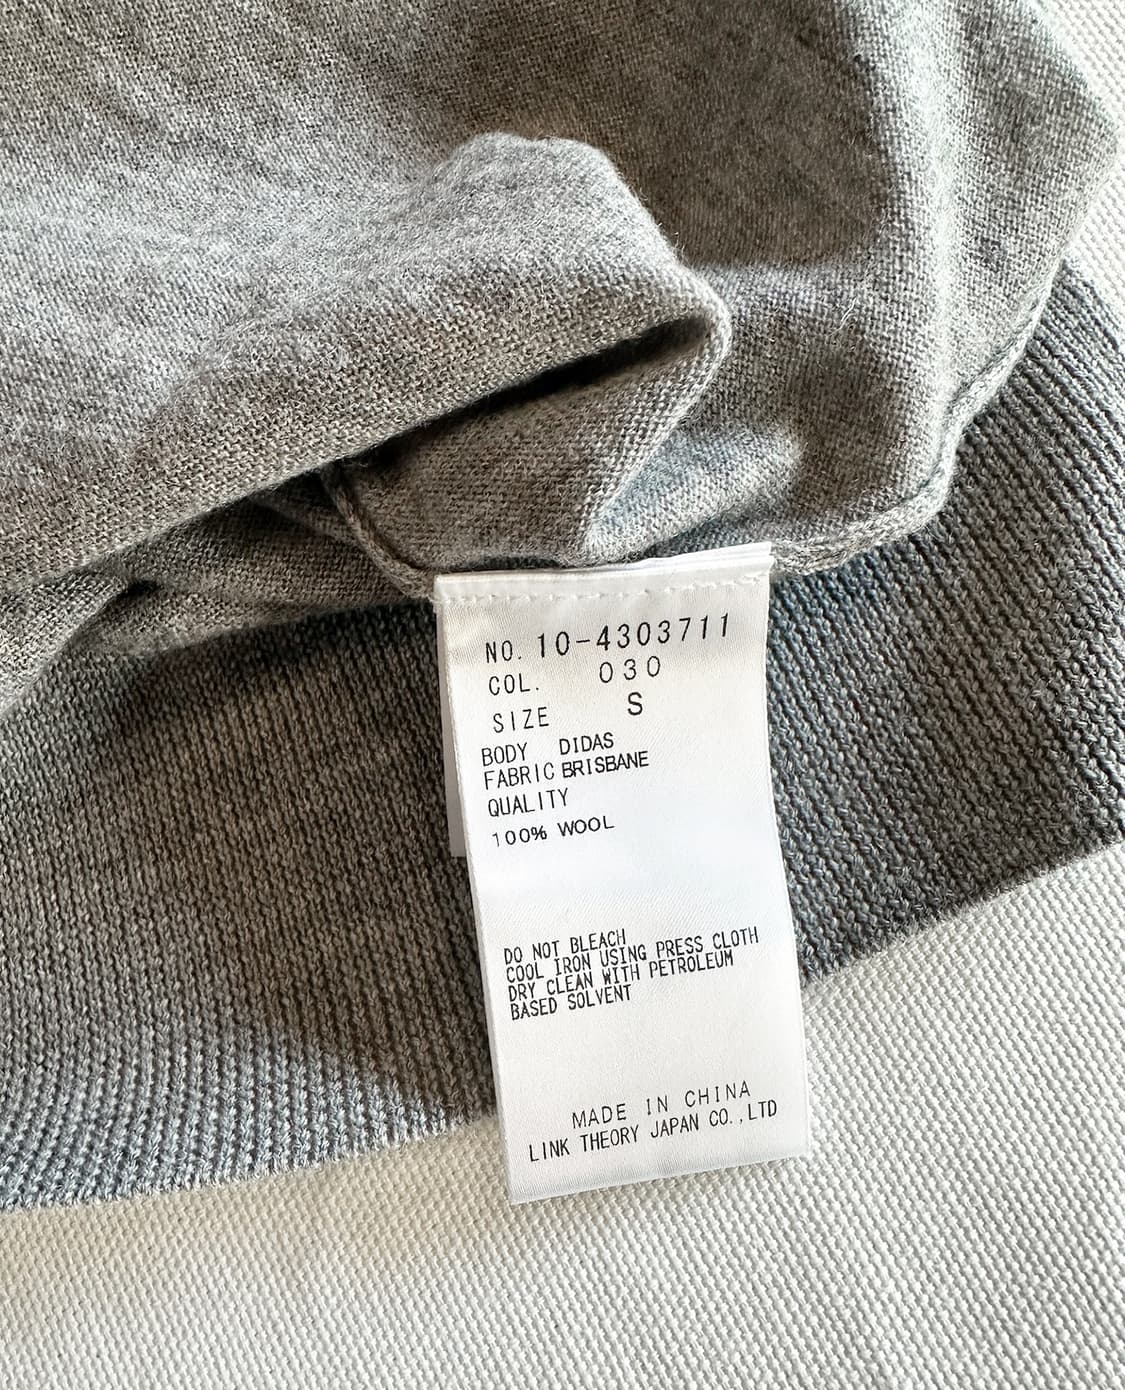 NO. 10-4303711
COL. 030
SIZE S
BODY DIDAS
FABRIC BRISBANE
QUALITY
100% WOOL
DO NOT BLEACH
COOL IRON USING PRESS CLOTH
DRY CLEAN WITH PETROLEUM
BASED SOLVENT
MADE IN CHINA
LINK THEORY JAPAN CO.,LTD